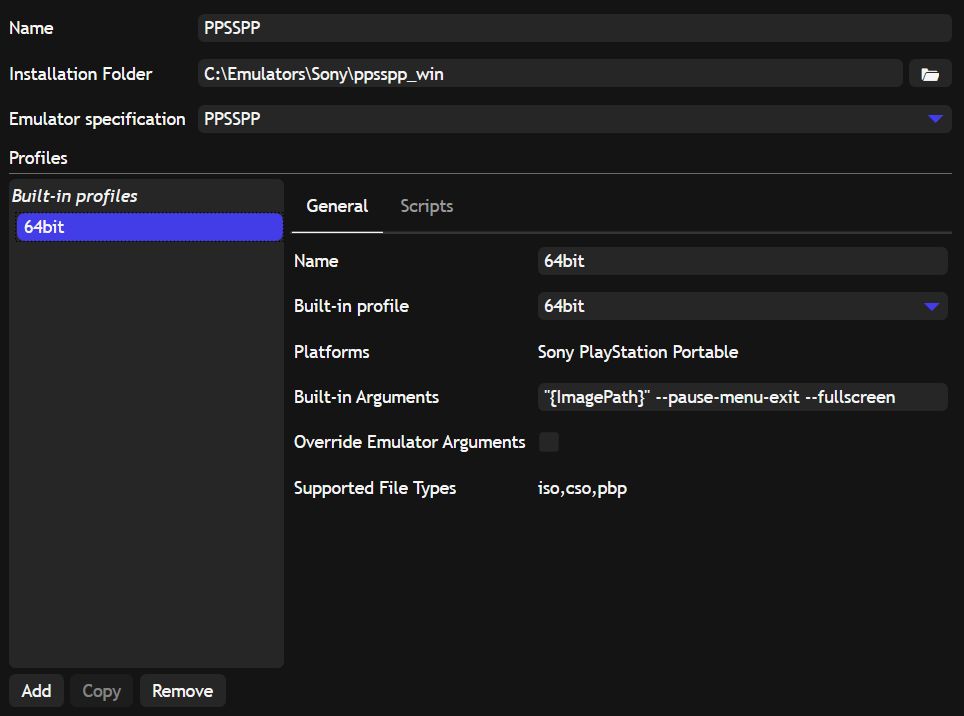 Name PPSSPP
Installation Folder C:\Emulators\Sony\ppsspp_win
Emulator specification PPSSPP
Profiles
Built-in profiles
64bit
General Scripts
Name 64bit
Built-in profile 64bit
Platforms Sony PlayStation Portable
Built-in Arguments "{ImagePath}" --pause-menu-exit --fullscreen
Override Emulator Arguments
Supported File Types iso,cso,pbp
Add Copy Remove